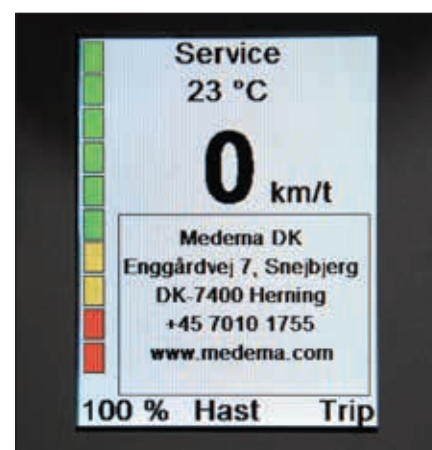 Service
23 °C
0 km/t
Medema DK
Enggårdvej 7, Snejbjerg
DK-7400 Herning
+45 7010 1755
www.medema.com
100 % Hast Trip